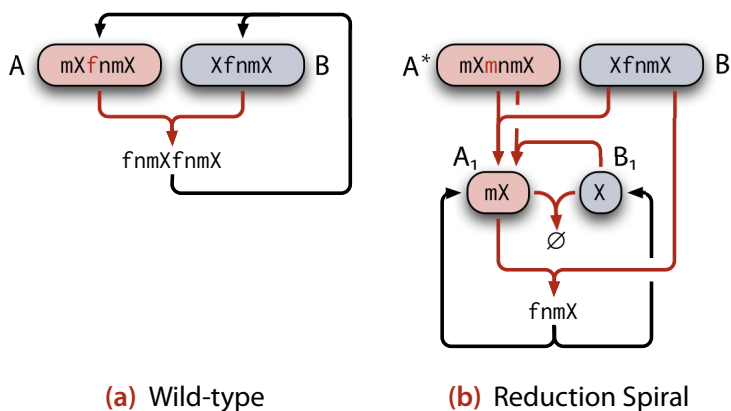 A mXfnmX XfnmX B
fnmXfnmX
(a) Wild-type
A* mXmnmX XfnmX B
A₁ B₁
mX X
∅
fnmX
(b) Reduction Spiral